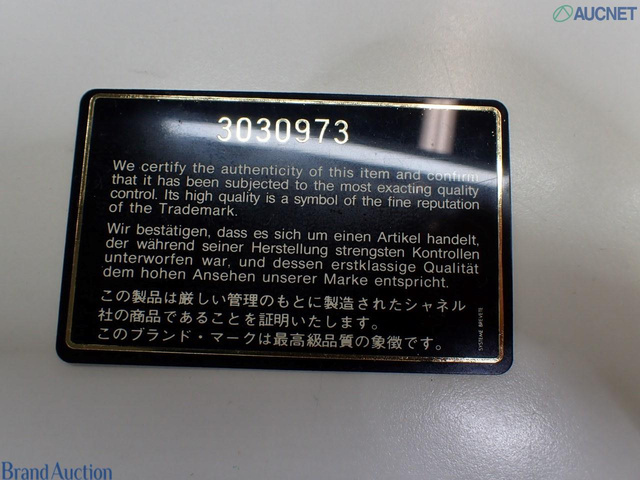 AUCNET
3030973
We certify the authenticity of this item and confirm
that it has been subjected to the most exacting quality
control. Its high quality is a symbol of the fine reputation
of the Trademark.
Wir bestätigen, dass es sich um einen Artikel handelt,
der während seiner Herstellung strengsten Kontrollen
unterworfen war, und dessen erstklassige Qualität
dem hohen Ansehen unserer Marke entspricht.
この製品は厳しい管理のもとに製造されたシャネル
社の商品であることを証明いたします。
このブランド・マークは最高級品質の象徴です。
SYSTEME BREVETE
Brand Auction